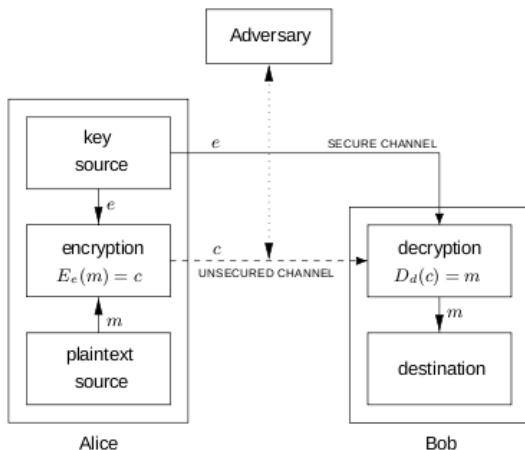 Adversary
key
source
e
SECURE CHANNEL
e
encryption
E_e(m) = c
c
UNSECURED CHANNEL
decryption
D_d(c) = m
m
m
plaintext
source
destination
Alice
Bob